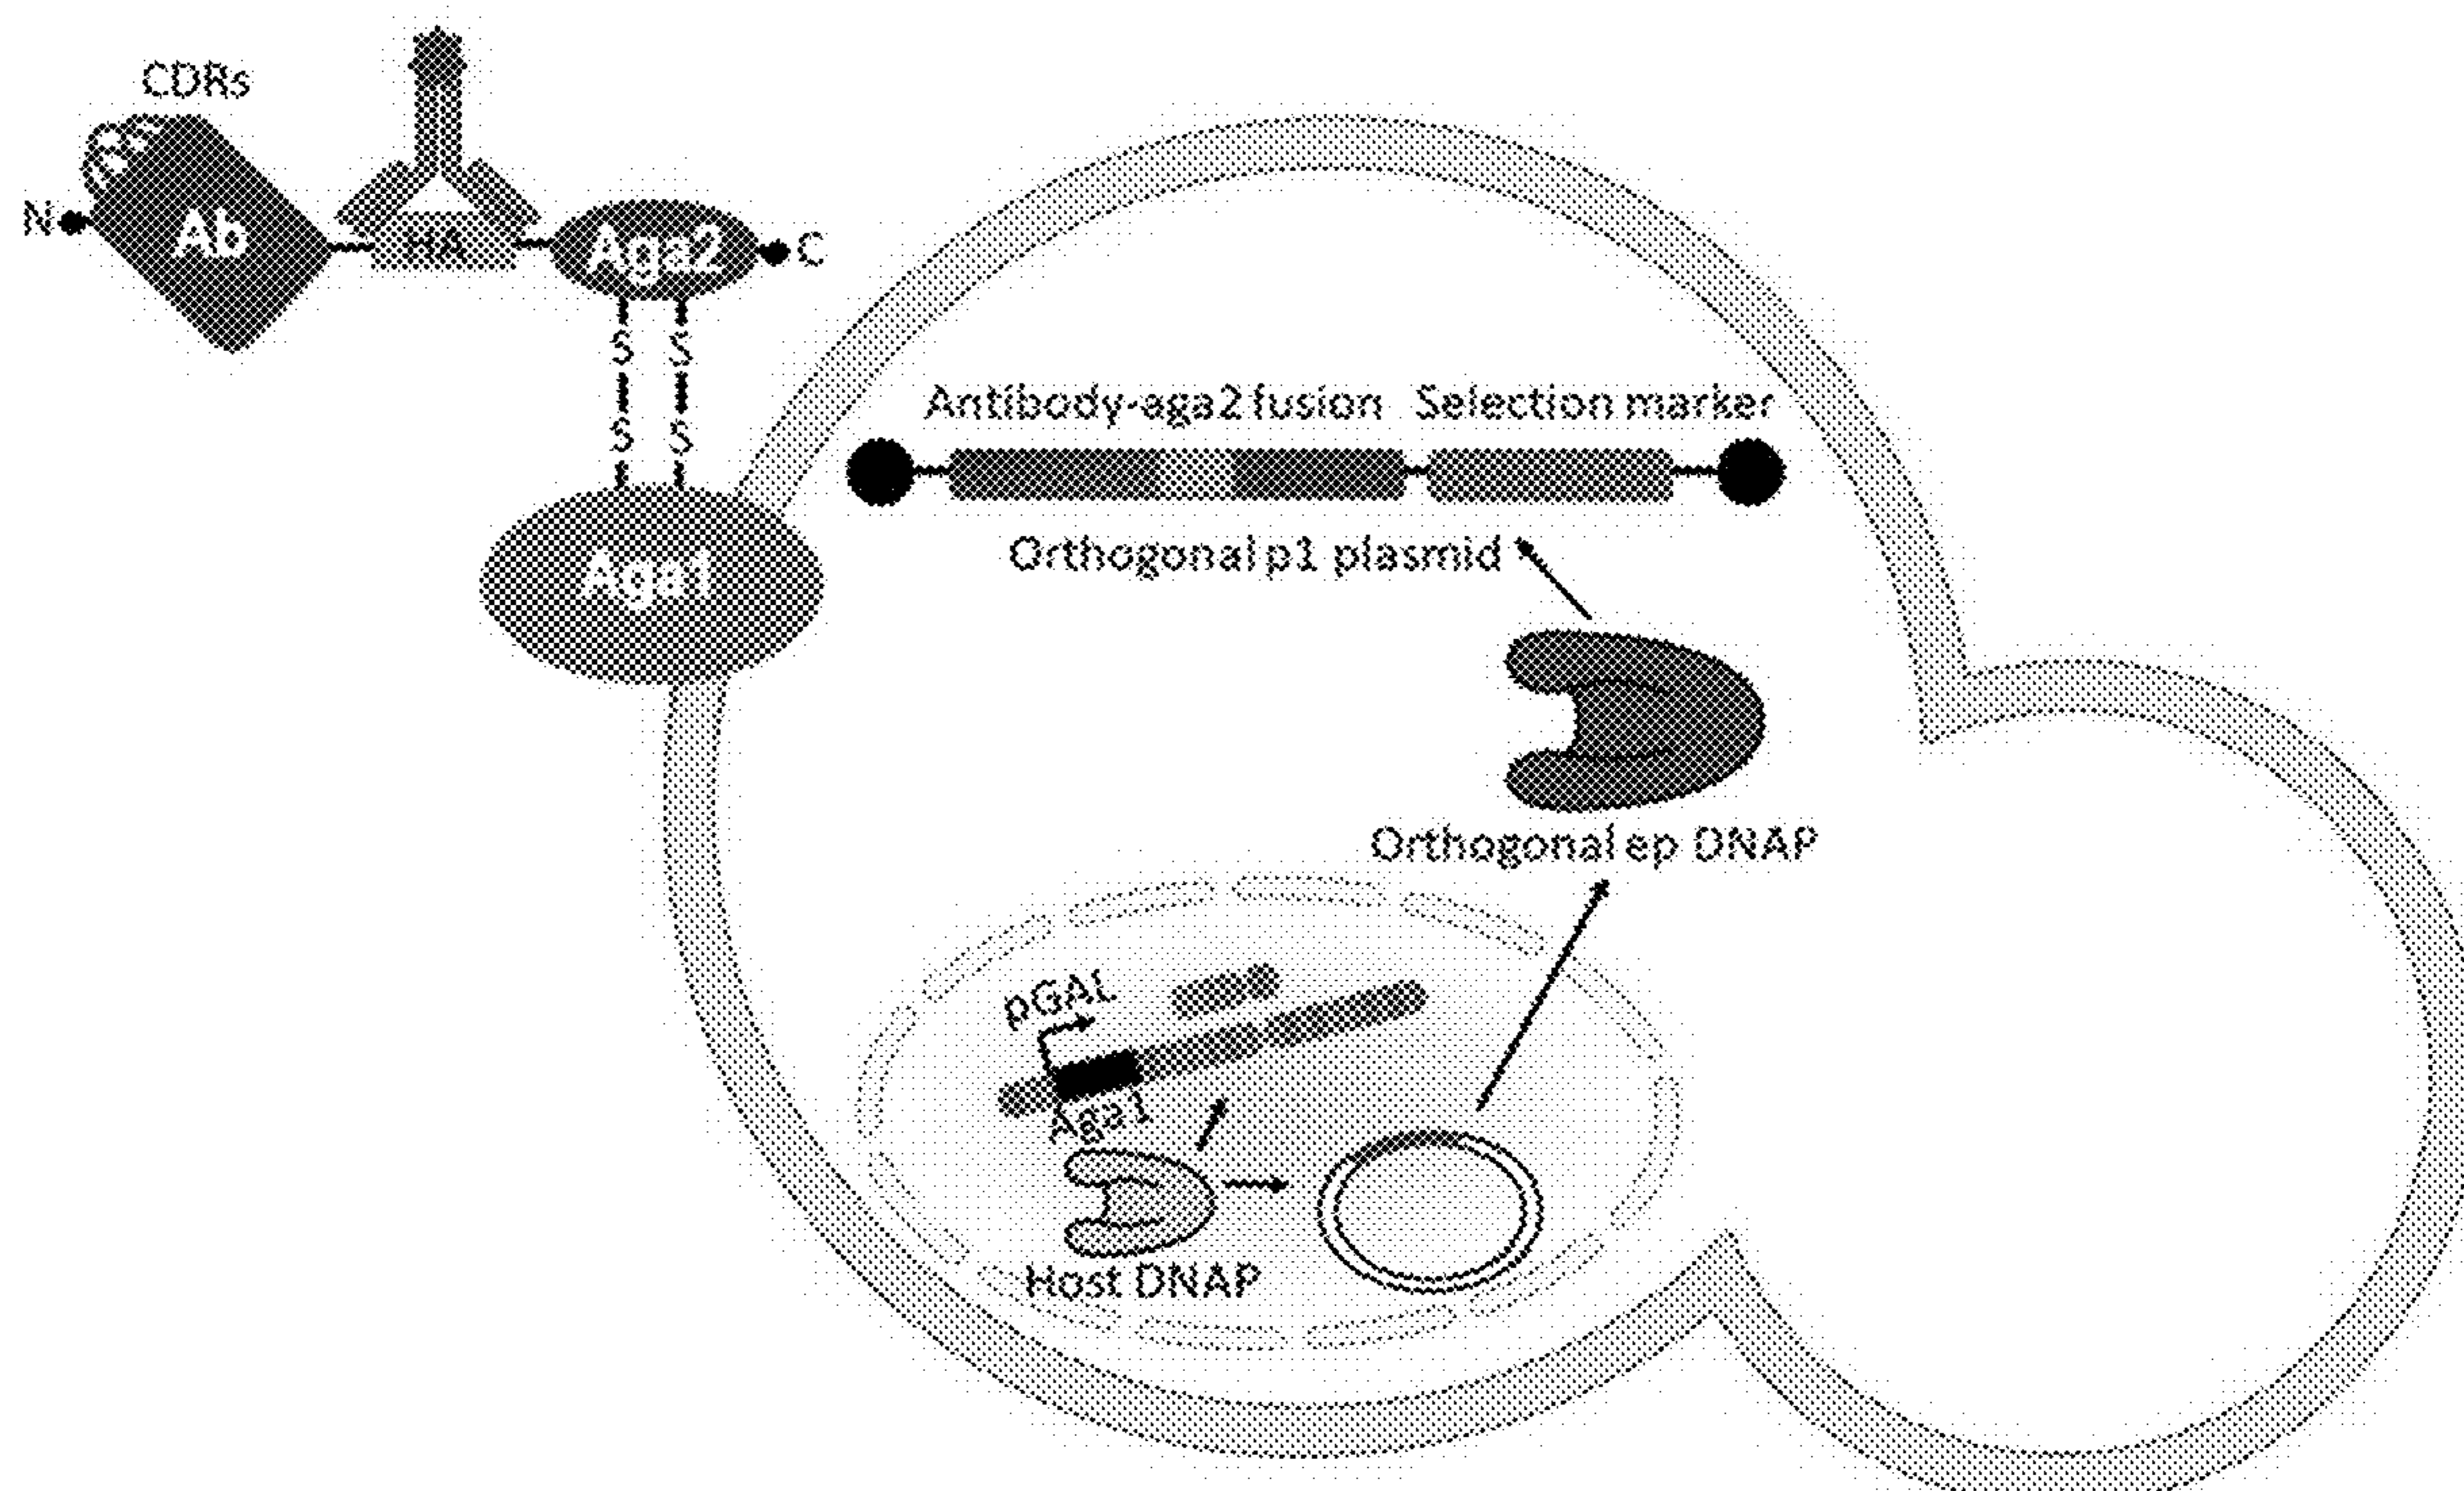 CDRs
N
Ab
HA
Aga2
C
S S
S S
Aga1
Antibody-aga2 fusion Selection marker
Orthogonal p1 plasmid
Orthogonal ep DNAP
pGAL
Aga1
Host DNAP